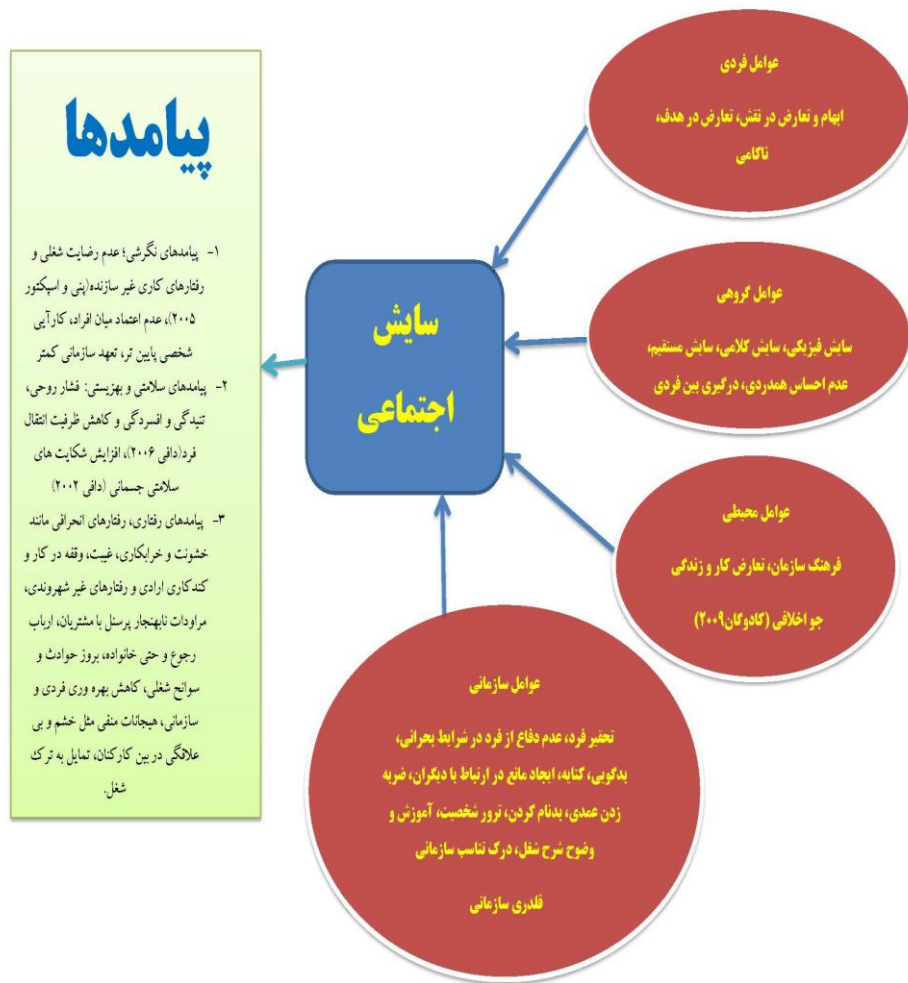 عوامل فردی
ابهام و تعارض در نقش، تعارض در هدف،
ناکامی
عوامل گروهی
سایش فیزیکی، سایش کلامی، سایش مستقیم،
عدم احساس همدردی، درگیری بین فردی
عوامل محیطی
فرهنگ سازمان، تعارض کار و زندگی
جو اخلاقی (کادوگان۲۰۰۹)
عوامل سازمانی
تحقیر فرد، عدم دفاع از فرد در شرایط بحرانی،
بدگویی، کنایه، ایجاد مانع در ارتباط با دیگران، ضربه
زدن عمدی، بدنام کردن، ترور شخصیت، آموزش و
وضوح شرح شغل، درک تناسب سازمانی
قلدری سازمانی
سایش
اجتماعی
پیامدها
۱- پیامدهای نگرشی؛ عدم رضایت شغلی و
رفتارهای کاری غیر سازنده(پنی و اسپکتور
۲۰۰۵)، عدم اعتماد میان افراد، کارآیی
شخصی پایین تر، تعهد سازمانی کمتر
۲- پیامدهای سلامتی و بهزیستی: فشار روحی،
تنیدگی و افسردگی و کاهش ظرفیت انتقال
فرد(دافی ۲۰۰۶)، افزایش شکایت های
سلامتی جسمانی (دافی ۲۰۰۲)
۳- پیامدهای رفتاری، رفتارهای انحرافی مانند
خشونت و خرابکاری، غیبت، وقفه در کار و
کندکاری ارادی و رفتارهای غیر شهروندی،
مراودات نابهنجار پرسنل با مشتریان، ارباب
رجوع و حتی خانواده، بروز حوادث و
سوانح شغلی، کاهش بهره وری فردی و
سازمانی، هیجانات منفی مثل خشم و بی
علاقگی در بین کارکنان، تمایل به ترک
شغل.